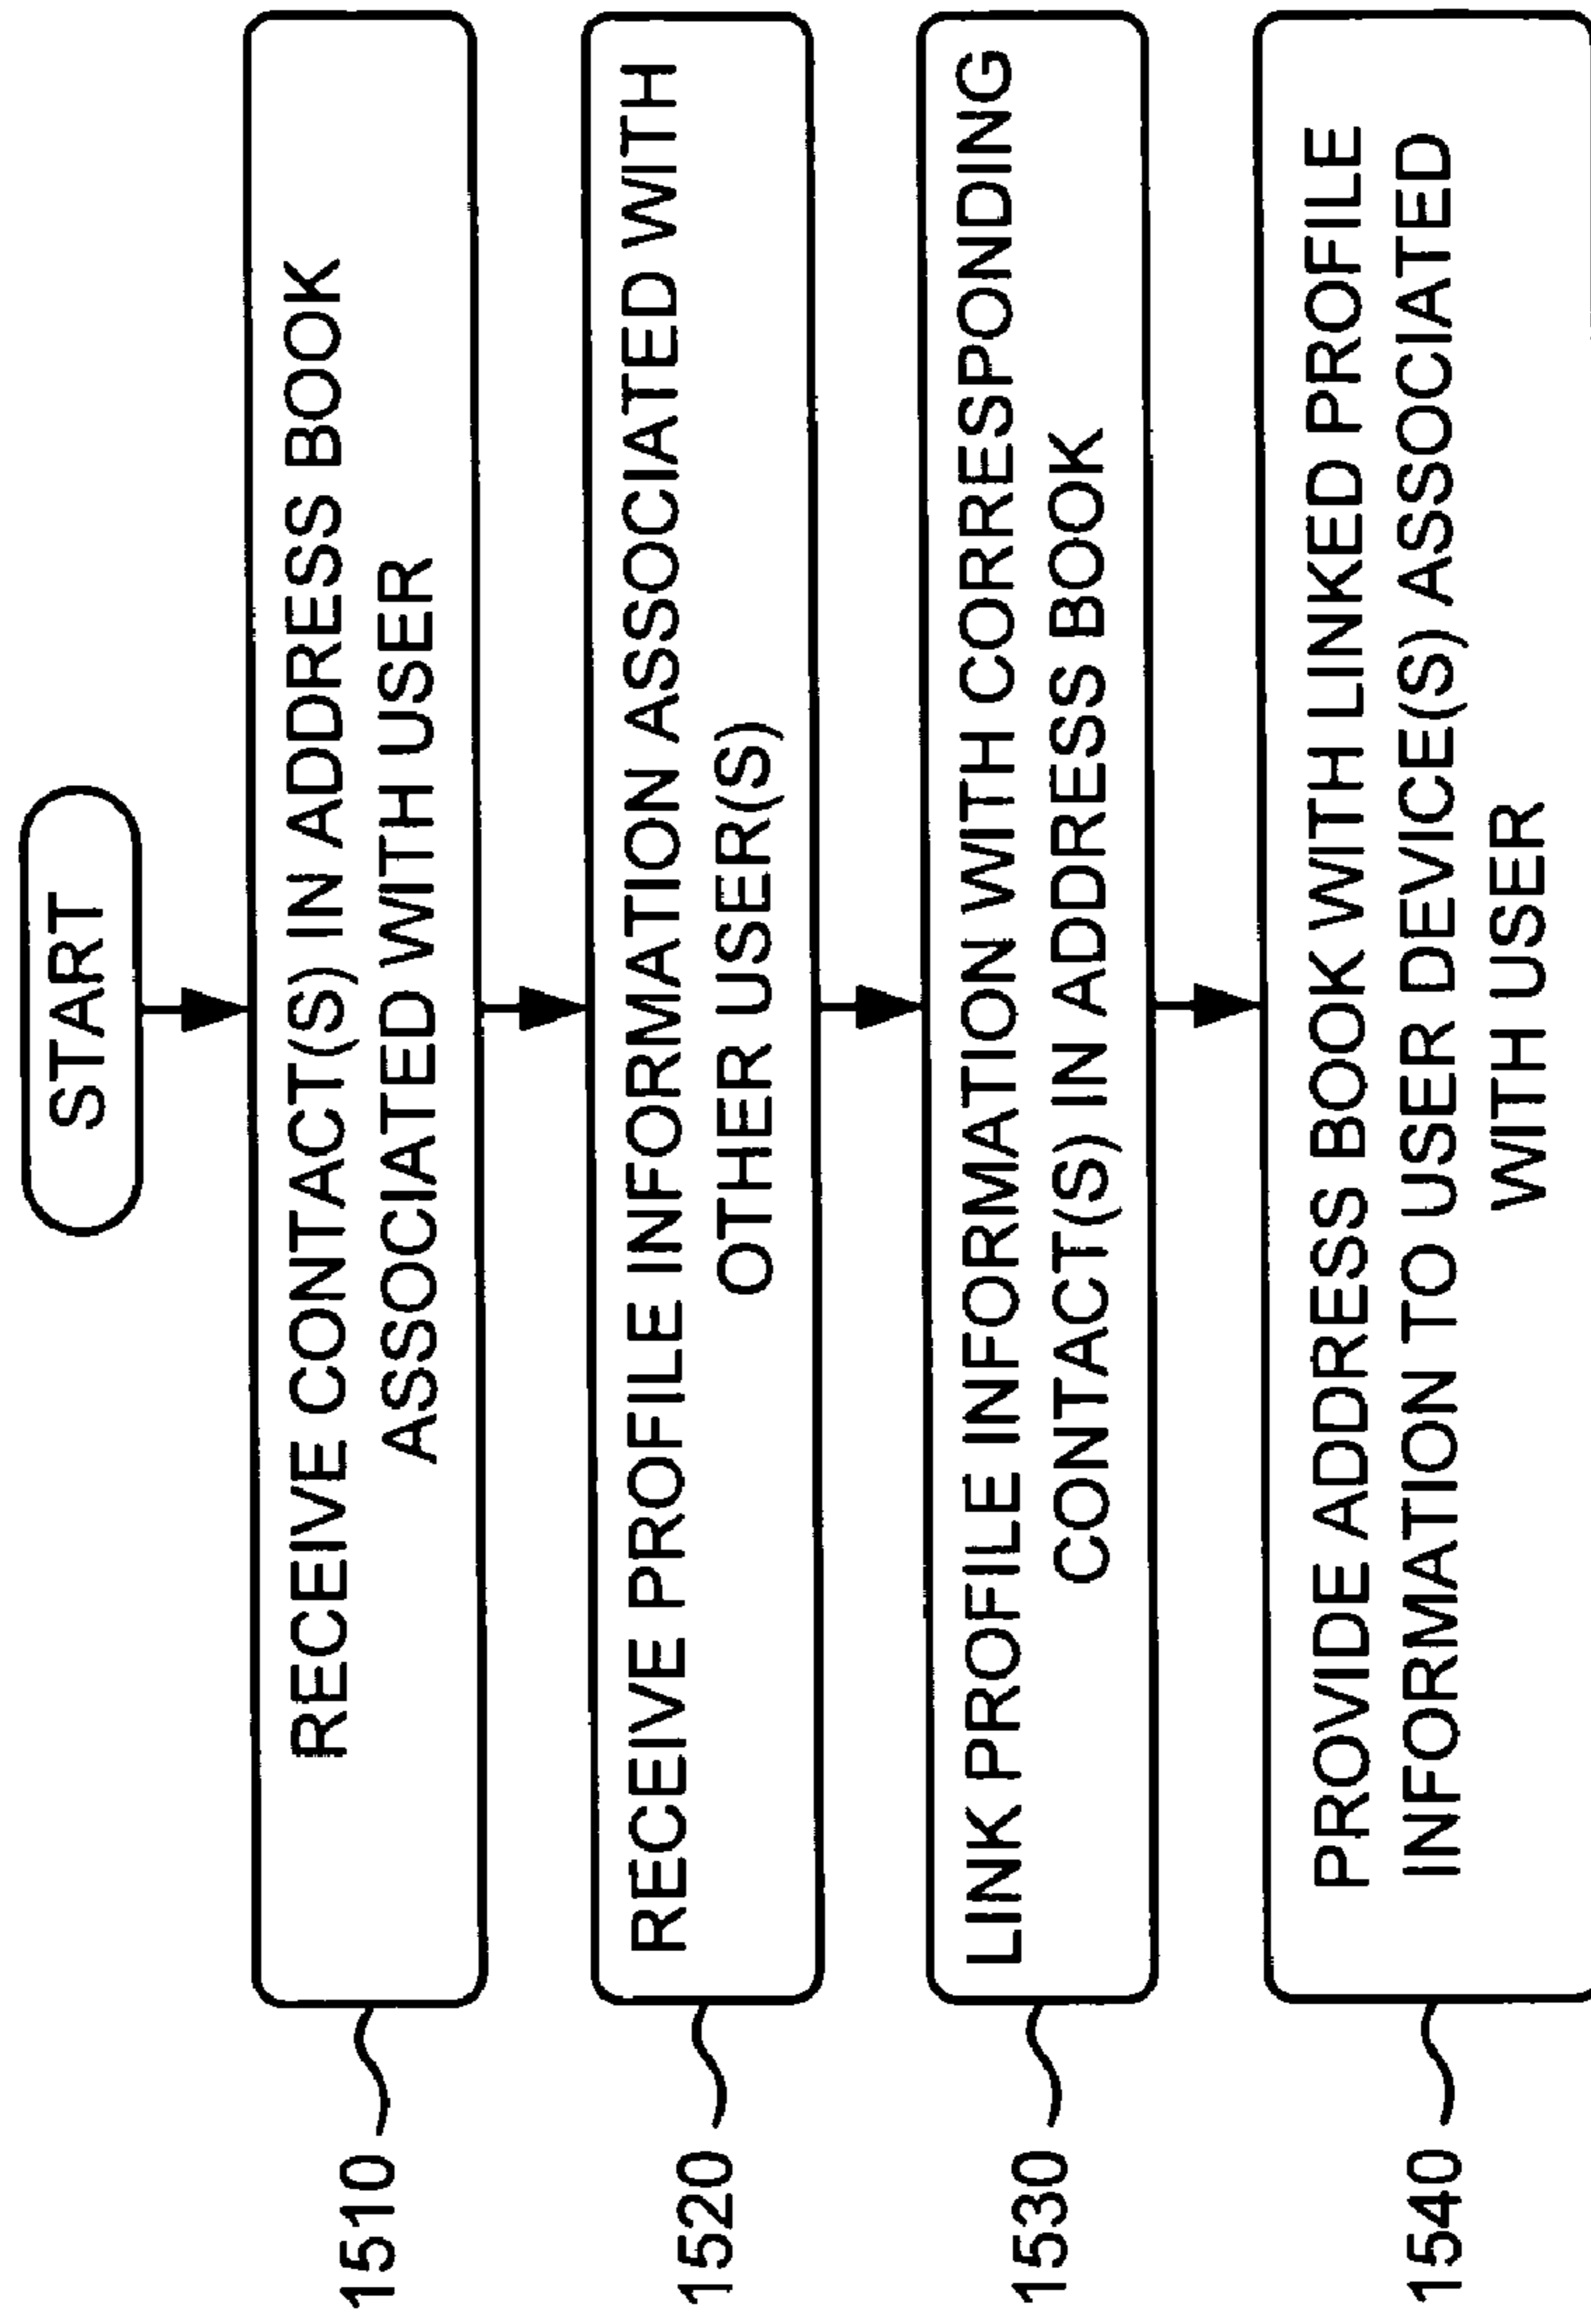 START
1510
RECEIVE CONTACT(S) IN ADDRESS BOOK
ASSOCIATED WITH USER
1520
RECEIVE PROFILE INFORMATION ASSOCIATED WITH
OTHER USER(S)
1530
LINK PROFILE INFORMATION WITH CORRESPONDING
CONTACT(S) IN ADDRESS BOOK
1540
PROVIDE ADDRESS BOOK WITH LINKED PROFILE
INFORMATION TO USER DEVICE(S) ASSOCIATED
WITH USER